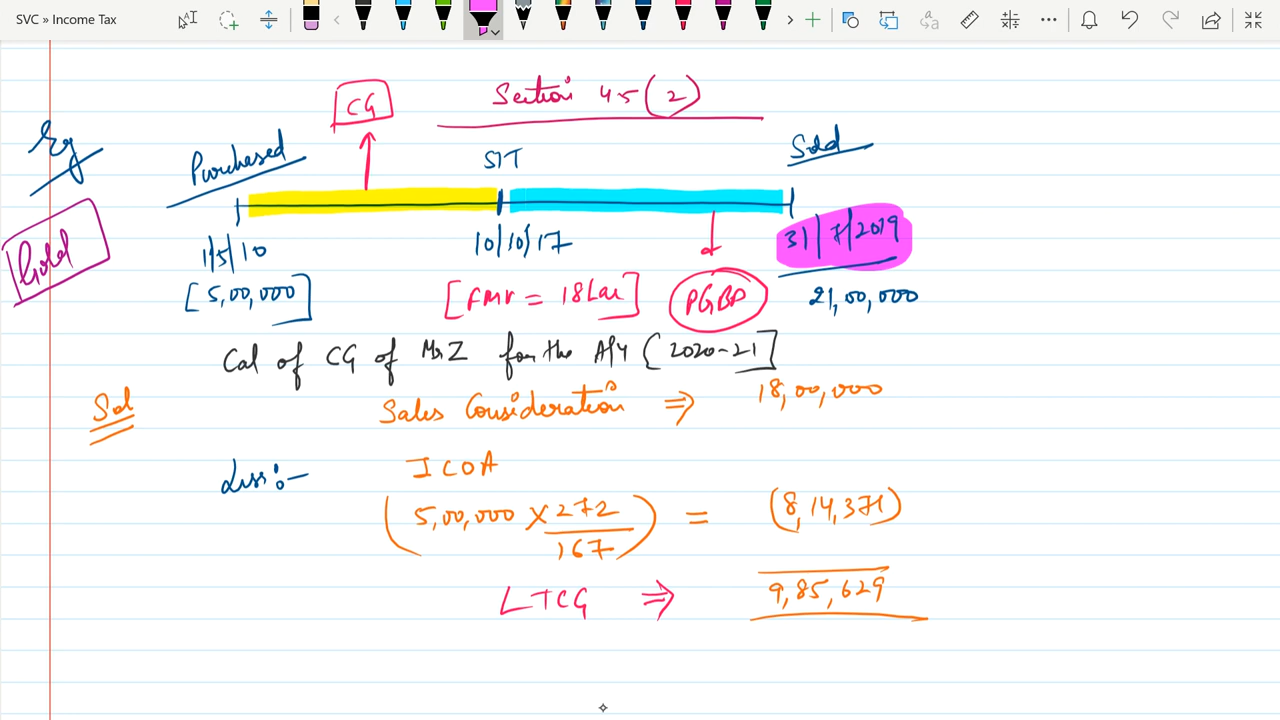 SVC » Income Tax
Section 45(2)
CG
Eg
Purchased
SIT
Sold
Gold
1/5/10
10/10/17
31/7/2019
[5,00,000]
[FMV = 18Lac]
PGBP
21,00,000
Cal of CG of Mr Z for the A/Y [2020-21]
Sol
Sales Consideration ⇒ 18,00,000
Less:-
ICOA
(5,00,000 × 272/167) = (8,14,371)
LTCG ⇒ 9,85,629